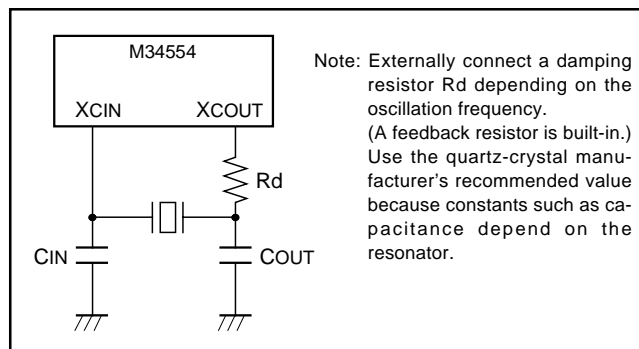 M34554
XCIN
XCOUT
Rd
CIN
COUT
Note: Externally connect a damping
resistor Rd depending on the
oscillation frequency.
(A feedback resistor is built-in.)
Use the quartz-crystal manu-
facturer's recommended value
because constants such as ca-
pacitance depend on the
resonator.